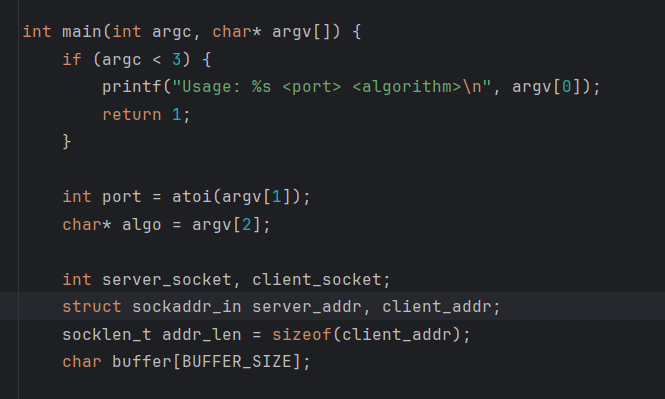 int main(int argc, char* argv[]) {
if (argc < 3) {
printf("Usage: %s <port> <algorithm>\n", argv[0]);
return 1;
}
int port = atoi(argv[1]);
char* algo = argv[2];
int server_socket, client_socket;
struct sockaddr_in server_addr, client_addr;
socklen_t addr_len = sizeof(client_addr);
char buffer[BUFFER_SIZE];